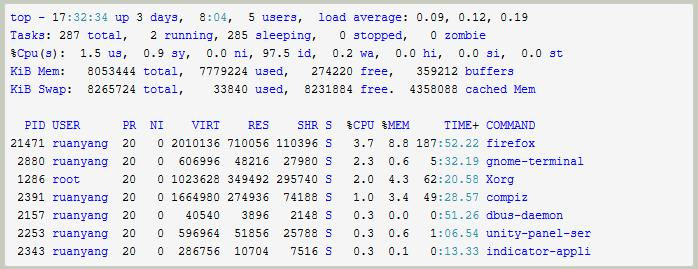 top - 17:32:34 up 3 days,  8:04,  5 users,  load average: 0.09, 0.12, 0.19
Tasks: 287 total,   2 running, 285 sleeping,   0 stopped,   0 zombie
%Cpu(s):  1.5 us,  0.9 sy,  0.0 ni, 97.5 id,  0.2 wa,  0.0 hi,  0.0 si,  0.0 st
KiB Mem:   8053444 total,  7779224 used,   274220 free,   359212 buffers
KiB Swap:  8265724 total,    33840 used,  8231884 free.  4358088 cached Mem
PID USER      PR  NI    VIRT    RES    SHR S  %CPU %MEM     TIME+ COMMAND
21471 ruanyang  20   0 2010136 710056 110396 S   3.7  8.8 187:52.22 firefox
2880 ruanyang  20   0  606996  48216  27980 S   2.3  0.6   5:32.19 gnome-terminal
1286 root      20   0 1023628 349492 295740 S   2.0  4.3  62:20.58 Xorg
2391 ruanyang  20   0 1664980 274936  74188 S   1.0  3.4  49:28.57 compiz
2157 ruanyang  20   0   40540   3896   2148 S   0.3  0.0   0:51.26 dbus-daemon
2253 ruanyang  20   0  596964  51856  25788 S   0.3  0.6   1:06.54 unity-panel-ser
2343 ruanyang  20   0  286756  10704   7516 S   0.3  0.1   0:13.33 indicator-appli